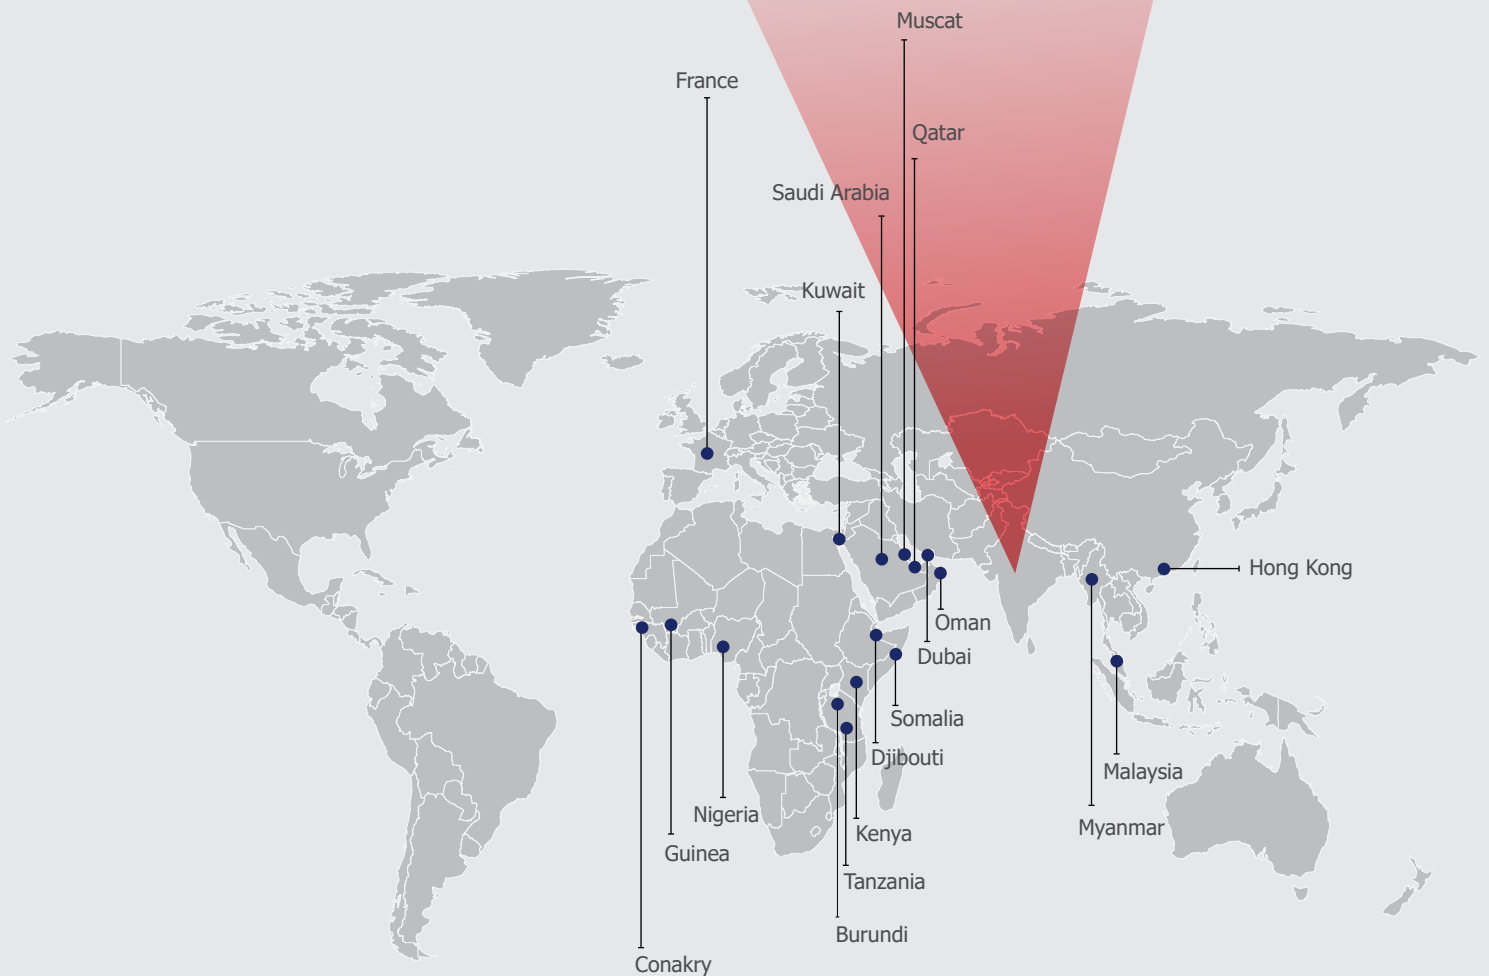 Muscat
France
Qatar
Saudi Arabia
Kuwait
Hong Kong
Oman
Dubai
Somalia
Djibouti
Malaysia
Nigeria
Myanmar
Kenya
Guinea
Tanzania
Burundi
Conakry